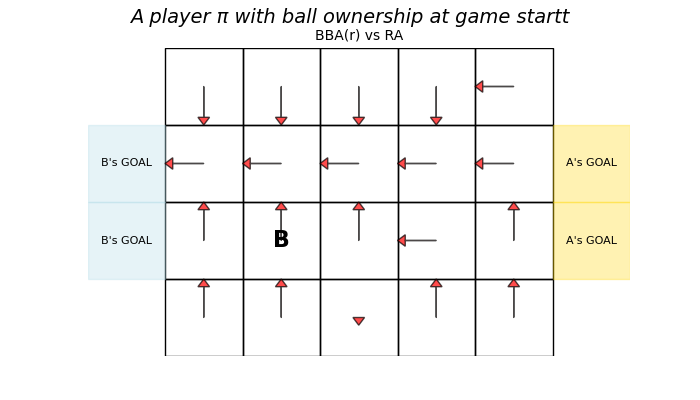 A player π with ball ownership at game startt
BBA(r) vs RA
B's GOAL
A's GOAL
B's GOAL
B
A's GOAL